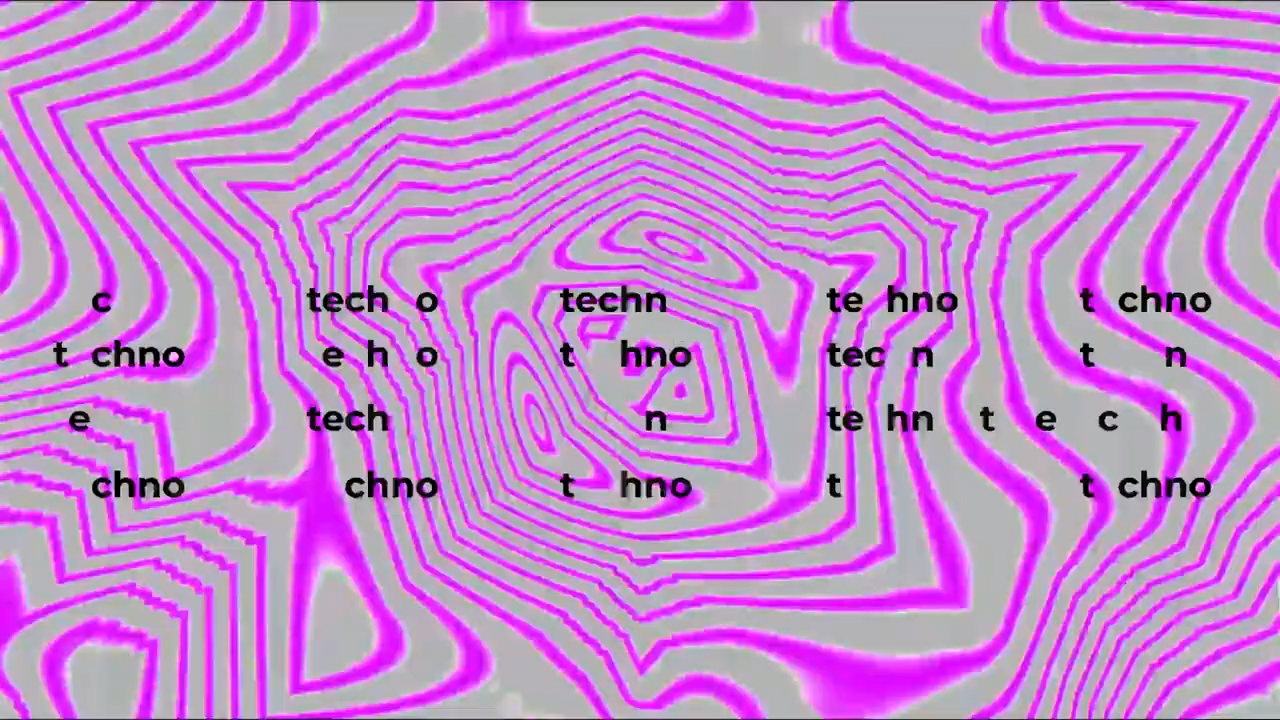 c tech o techn te hno t chno
t chno e h o t hno tec n t n
e tech n te hn t e c h
chno chno t hno t t chno